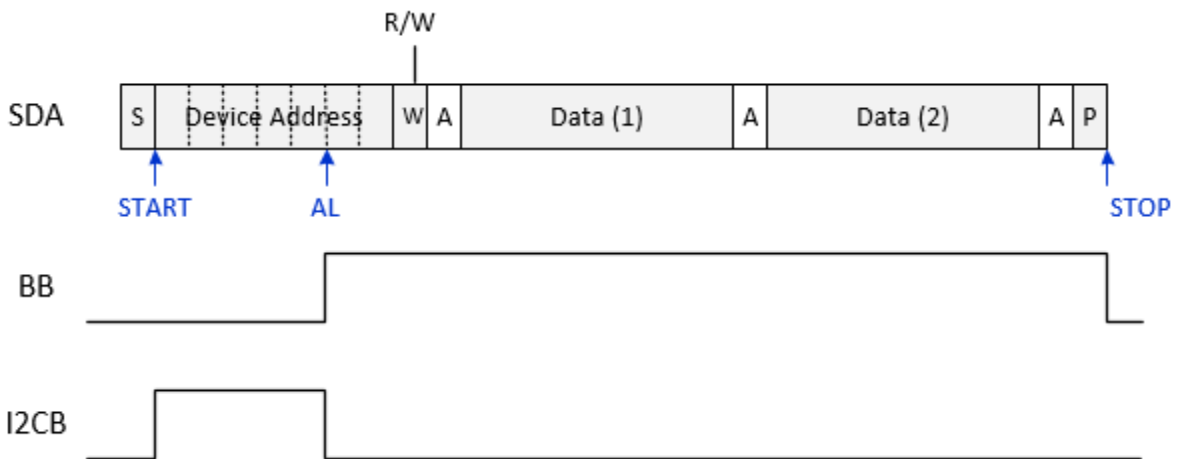 R/W
SDA S Device Address W A Data (1) A Data (2) A P
START AL STOP
BB
I2CB